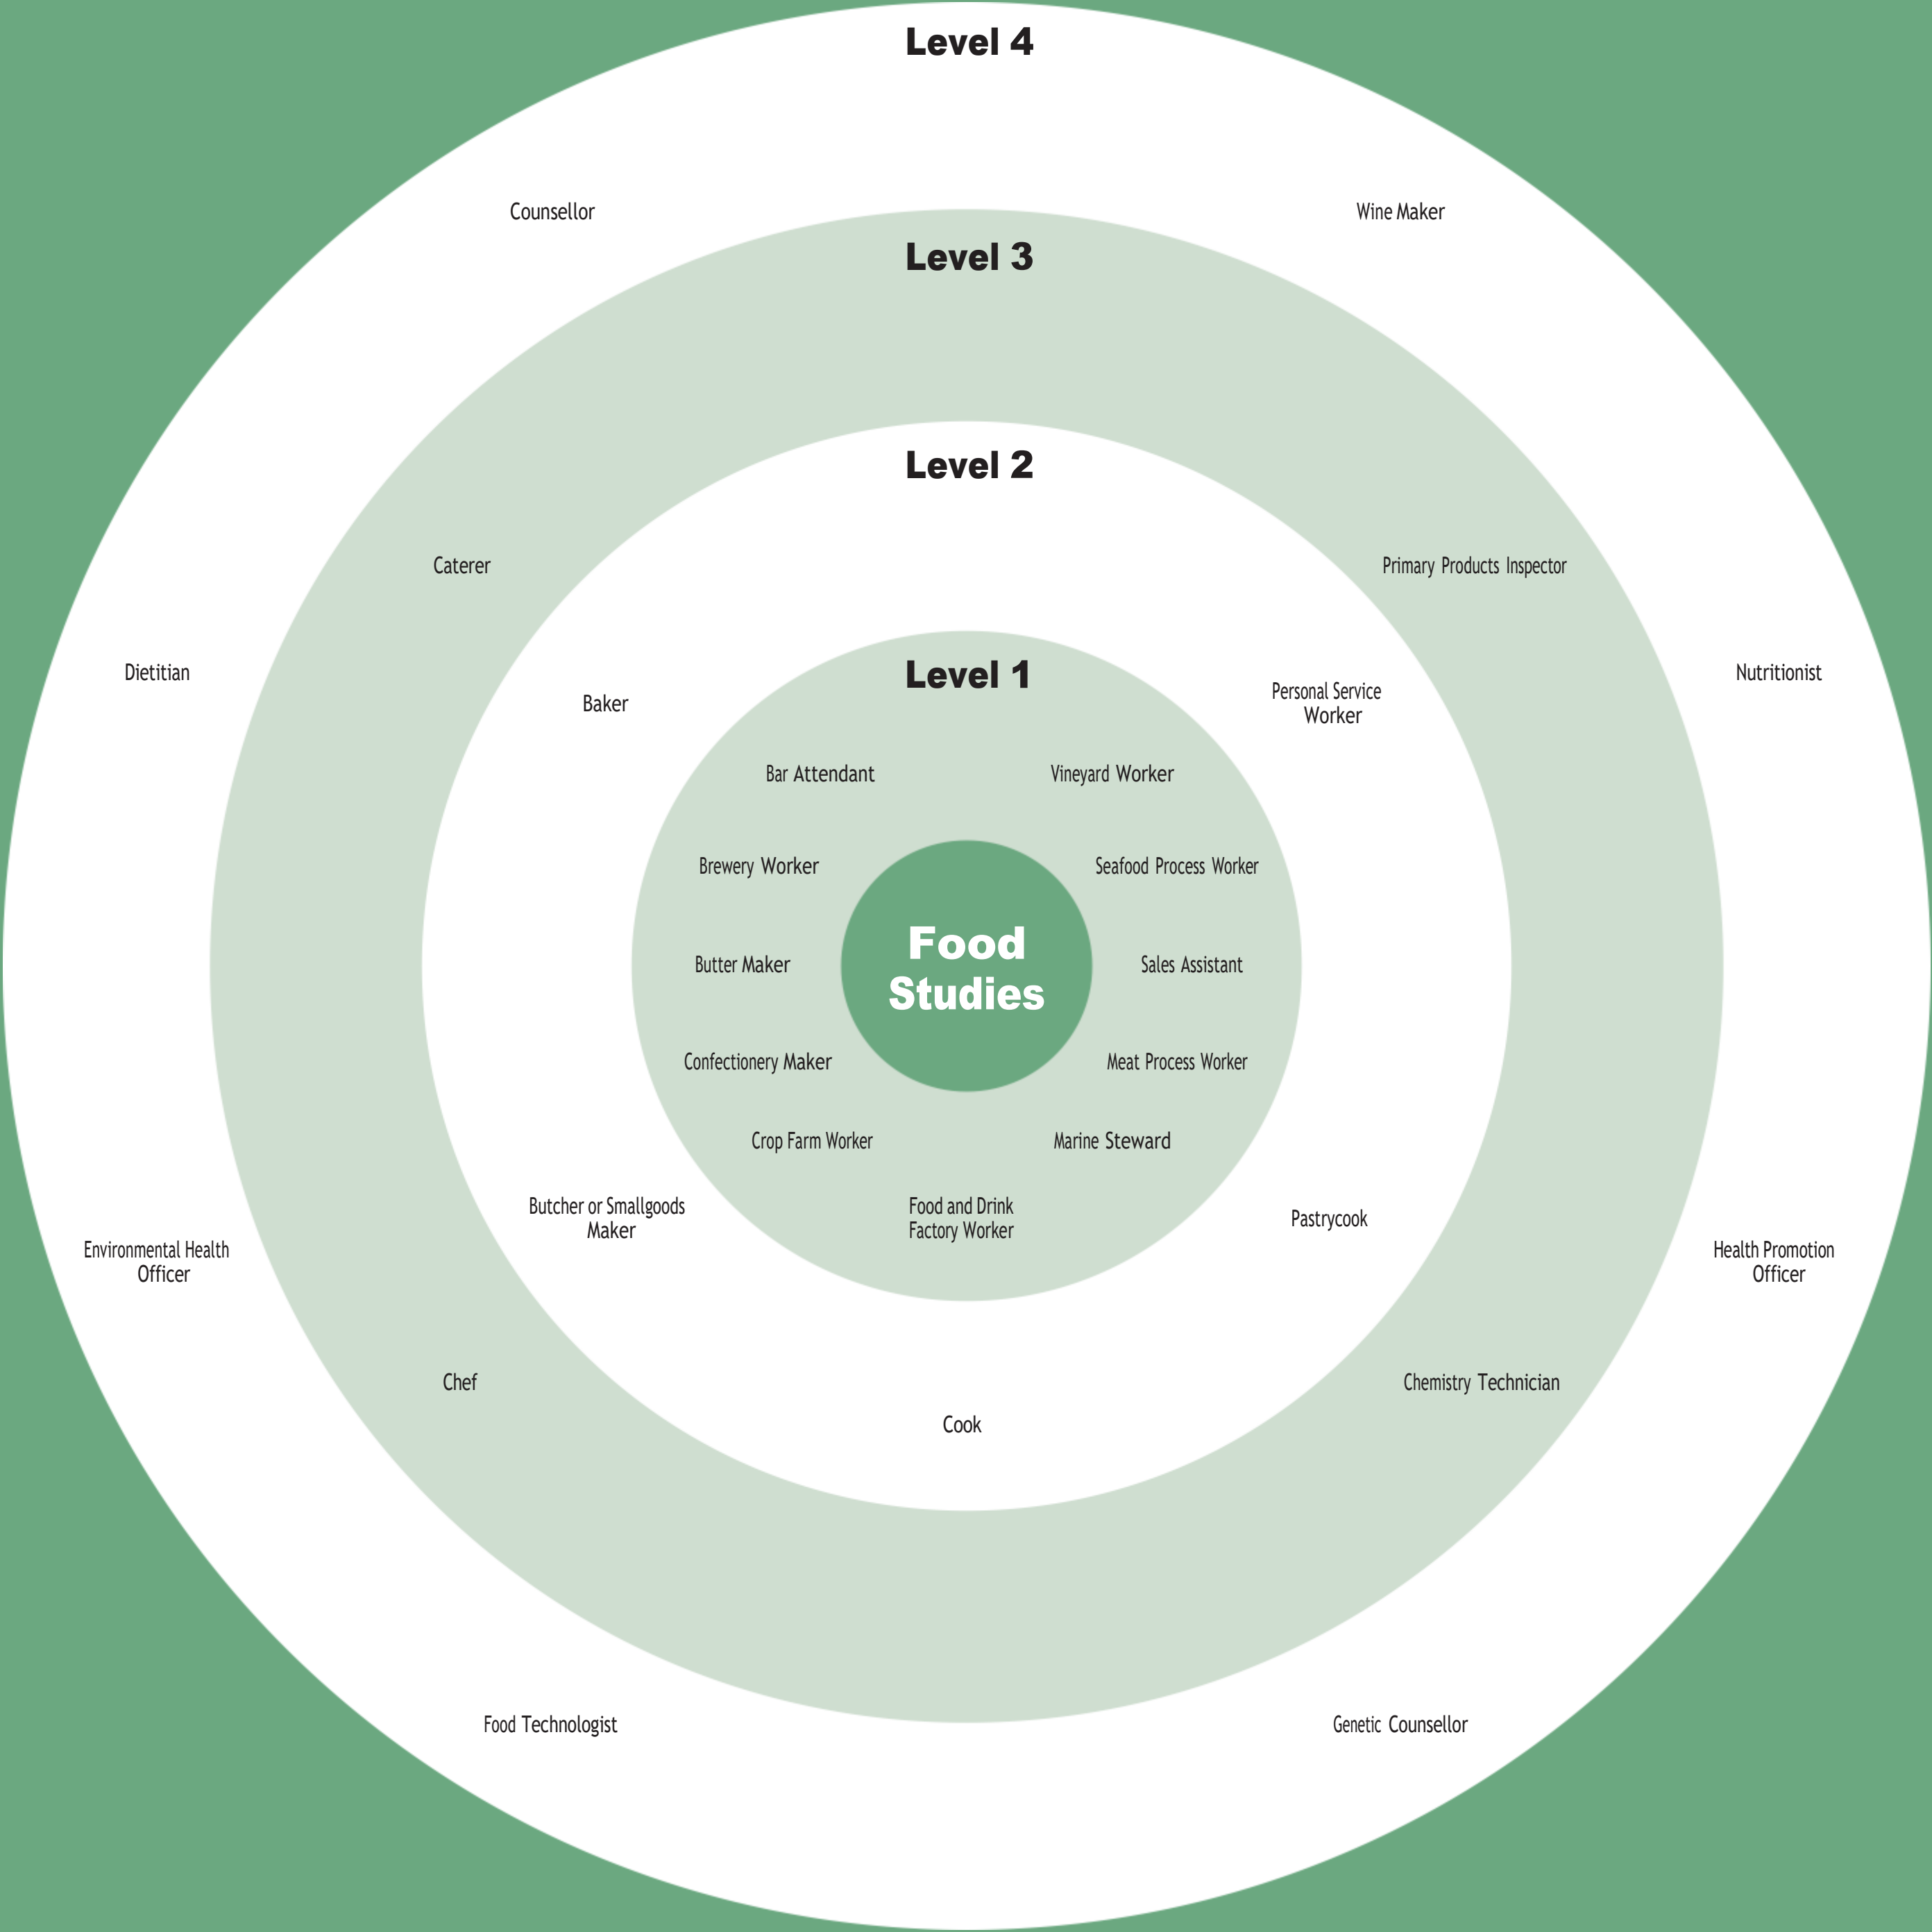 Level 4
Counsellor
Wine Maker
Level 3
Level 2
Caterer
Primary Products Inspector
Dietitian
Nutritionist
Level 1
Baker
Personal Service
Worker
Bar Attendant
Vineyard Worker
Brewery Worker
Seafood Process Worker
Food
Studies
Butter Maker
Sales Assistant
Confectionery Maker
Meat Process Worker
Crop Farm Worker
Marine Steward
Butcher or Smallgoods
Maker
Food and Drink
Factory Worker
Pastrycook
Environmental Health
Officer
Health Promotion
Officer
Chef
Chemistry Technician
Cook
Food Technologist
Genetic Counsellor